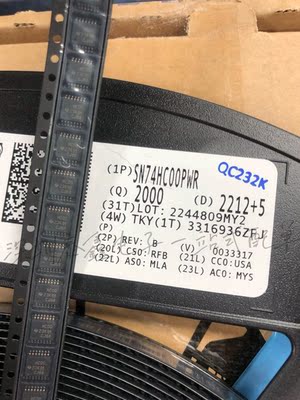 QC232K
(1P) SN74HC00PWR
(Q) 2000 (D) 2212+5
(31T) LOT: 2244809MY2
(4W) TKY (1T) 3316936ZFJ
(P)
(2P) REV: B (V) 0033317
(20L) CSO: RFB (21L) CCO:USA
(22L) ASO: MLA (23L) ACO: MYS